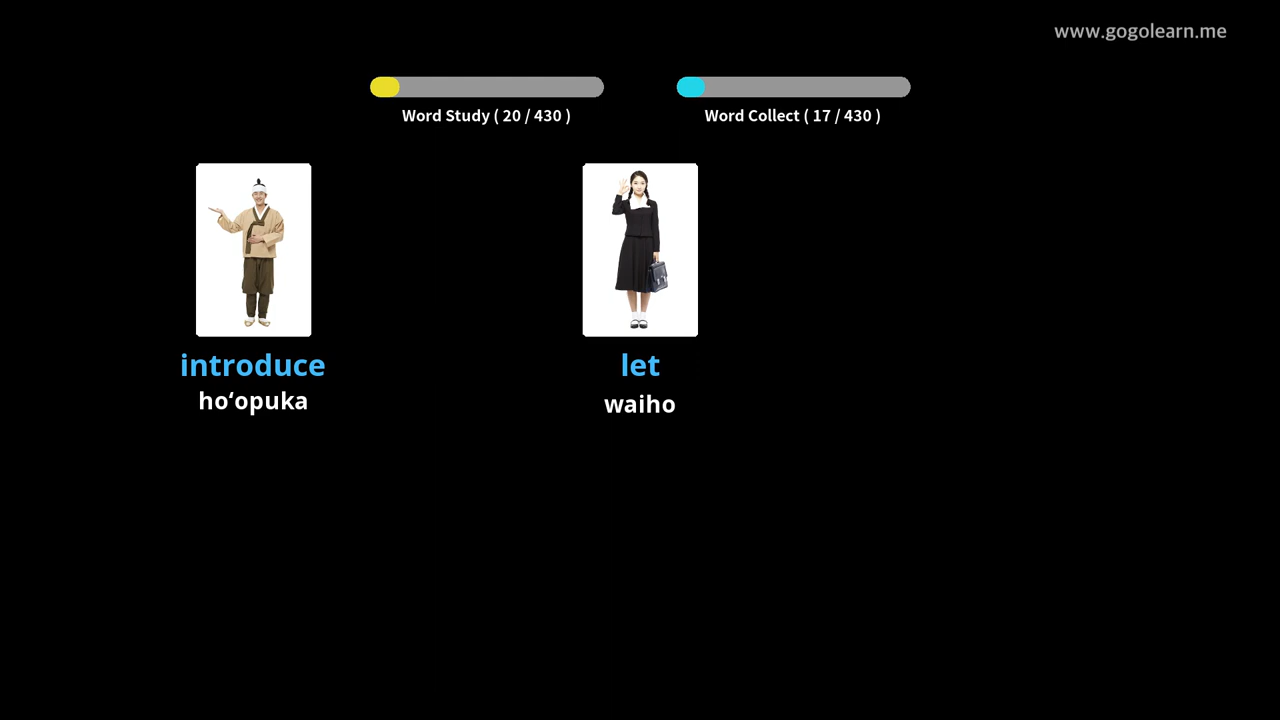 www.gogolearn.me
Word Study ( 20 / 430 )
Word Collect ( 17 / 430 )
introduce
hoʻopuka
let
waiho